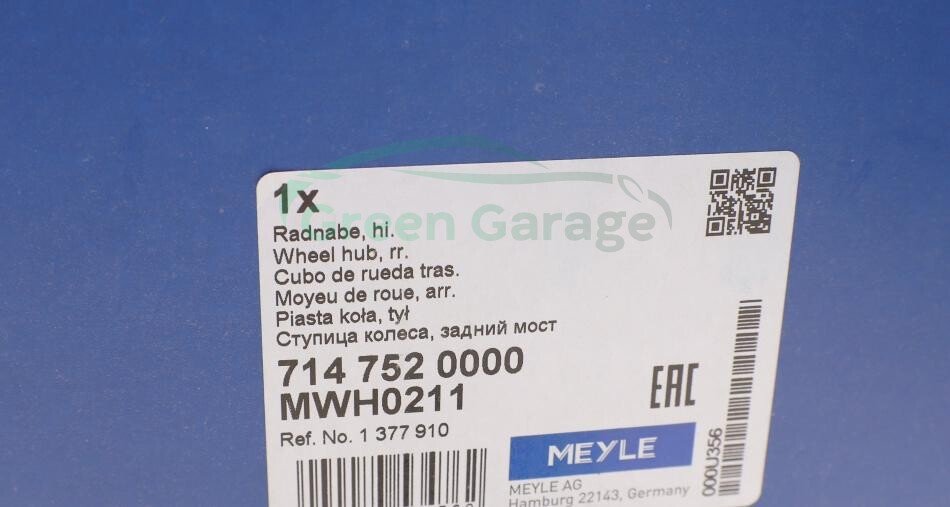 1x
Green Garage
Radnabe, hi.
Wheel hub, rr.
Cubo de rueda tras.
Moyeu de roue, arr.
Piasta koła, tył
Ступица колеса, задний мост
714 752 0000
MWH0211
EAC
Ref. No. 1 377 910
MEYLE
MEYLE AG
Hamburg 22143, Germany
000U356